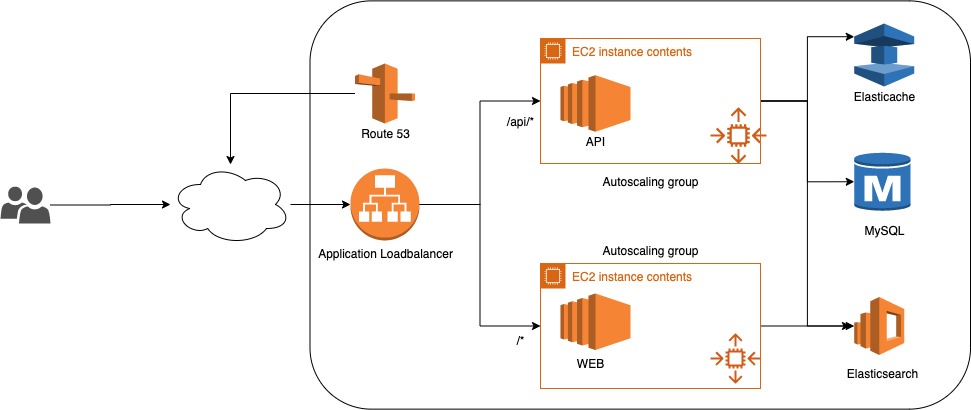 EC2 instance contents
Elasticache
Route 53
/api/*
API
Autoscaling group
MySQL
Application Loadbalancer
Autoscaling group
EC2 instance contents
/*
WEB
Elasticsearch